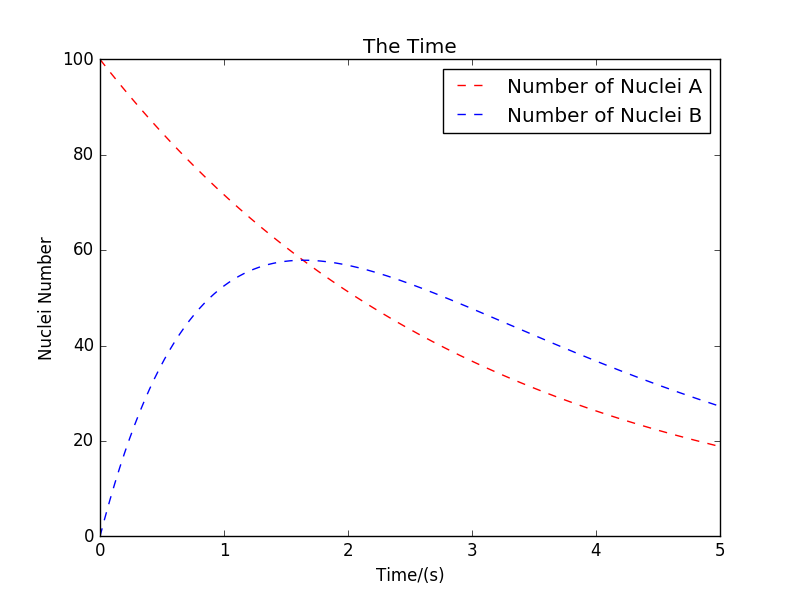 The Time
Number of Nuclei A
Number of Nuclei B
100
80
60
40
20
0
Nuclei Number
0 1 2 3 4 5
Time/(s)